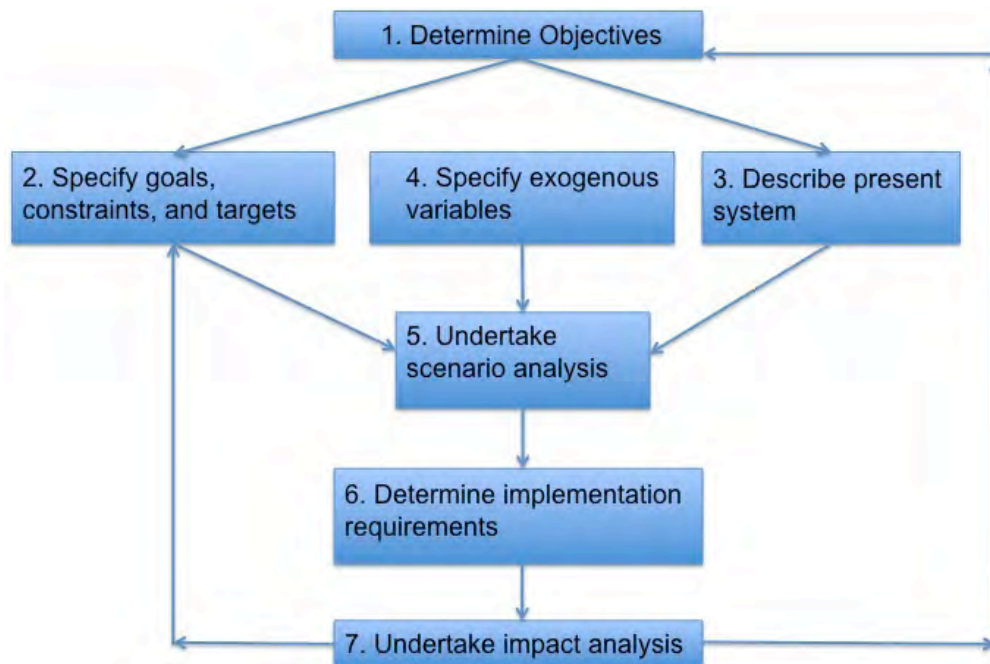 1. Determine Objectives
2. Specify goals,
constraints, and targets
4. Specify exogenous
variables
3. Describe present
system
5. Undertake
scenario analysis
6. Determine implementation
requirements
7. Undertake impact analysis